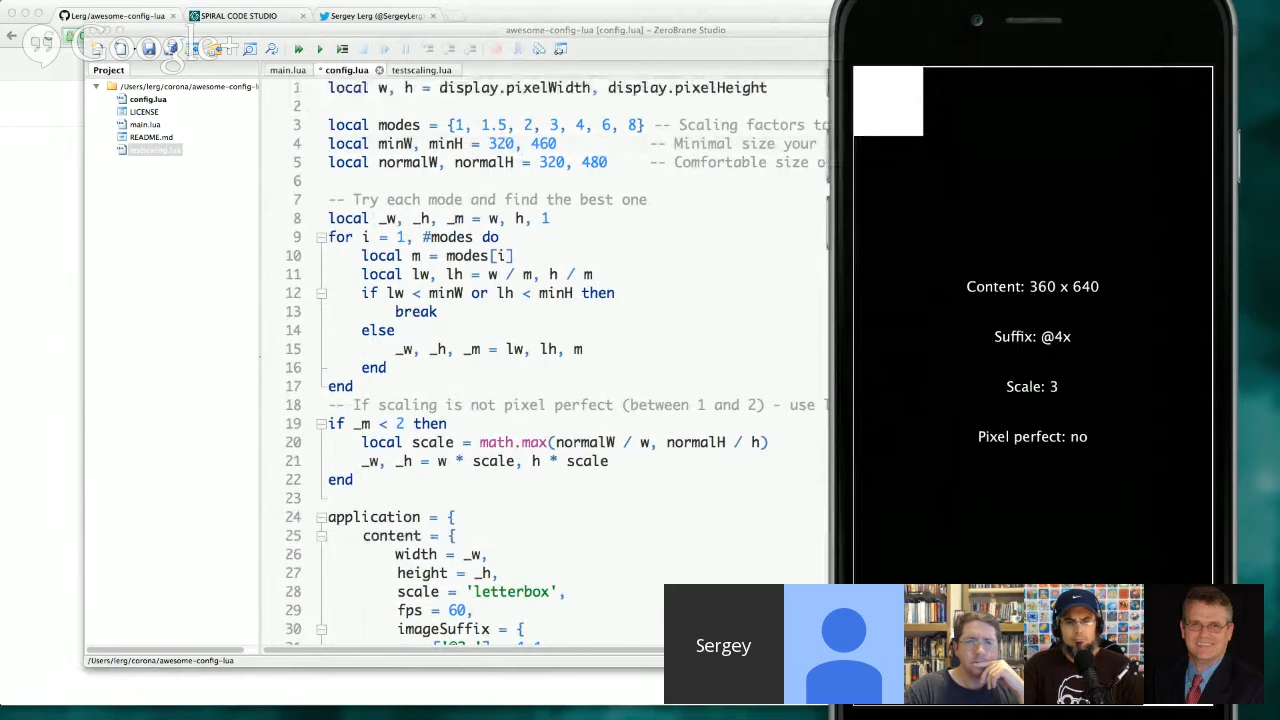 Lerg/awesome-config-lua
SPIRAL CODE STUDIO
Sergey Lerg (@SergeyLerg)
Google+
awesome-config-lua [config.lua] - ZeroBrane Studio
Project
main.lua
* config.lua
testscaling.lua
/Users/lerg/corona/awesome-config-l
config.lua
LICENSE
main.lua
README.md
testscaling.lua
1 local w, h = display.pixelWidth, display.pixelHeight
2
3 local modes = {1, 1.5, 2, 3, 4, 6, 8} -- Scaling factors to
4 local minW, minH = 320, 460 -- Minimal size your
5 local normalW, normalH = 320, 480 -- Comfortable size
6
7 -- Try each mode and find the best one
8 local _w, _h, _m = w, h, 1
9 for i = 1, #modes do
10 local m = modes[i]
11 local lw, lh = w / m, h / m
12 if lw < minW or lh < minH then
13 break
14 else
15 _w, _h, _m = lw, lh, m
16 end
17 end
18 -- If scaling is not pixel perfect (between 1 and 2) - use
19 if _m < 2 then
20 local scale = math.max(normalW / w, normalH / h)
21 _w, _h = w * scale, h * scale
22 end
23
24 application = {
25 content = {
26 width = _w,
27 height = _h,
28 scale = 'letterbox',
29 fps = 60,
30 imageSuffix = {
/Users/lerg/corona/awesome-config-lua
Content: 360 x 640
Suffix: @4x
Scale: 3
Pixel perfect: no
Sergey